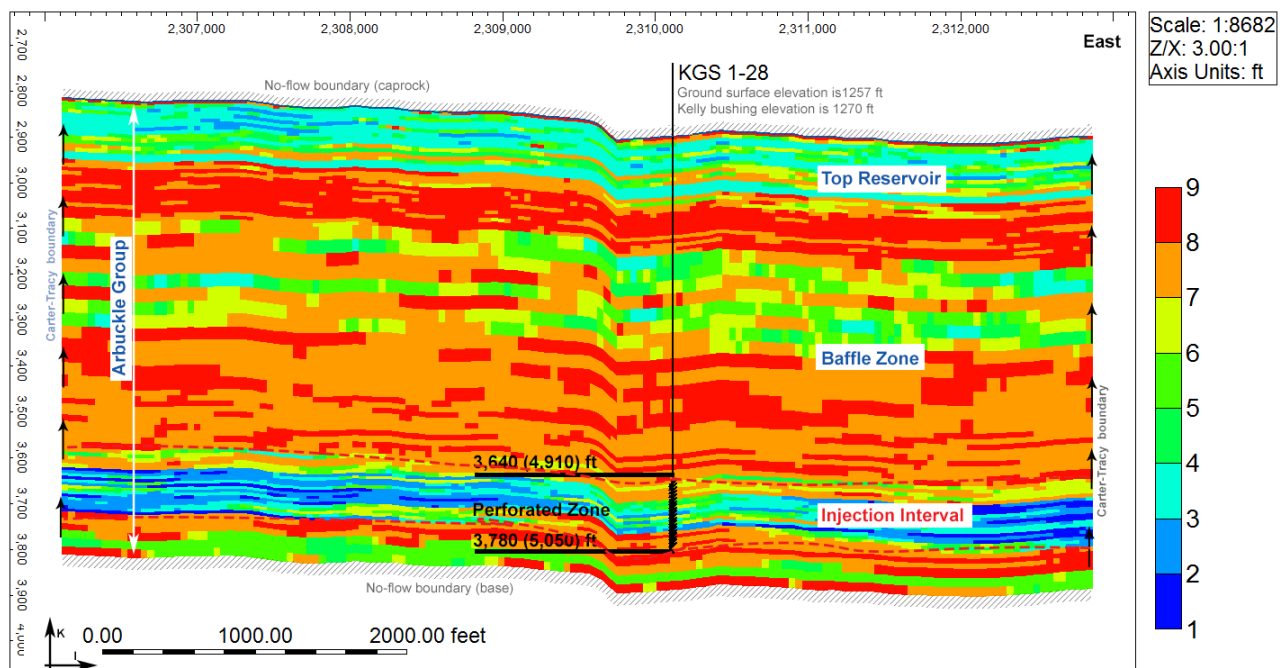 2,307,000 2,308,000 2,309,000 2,310,000 2,311,000 2,312,000
East
Scale: 1:8682
Z/X: 3.00:1
Axis Units: ft
2,700
2,800
2,900
3,000
3,100
3,200
3,300
3,400
3,500
3,600
3,700
3,800
3,900
4,000
No-flow boundary (caprock)
KGS 1-28
Ground surface elevation is1257 ft
Kelly bushing elevation is 1270 ft
Top Reservoir
Carter-Tracy boundary
Arbuckle Group
Baffle Zone
Carter-Tracy boundary
3,640 (4,910) ft
Perforated Zone
Injection Interval
3,780 (5,050) ft
No-flow boundary (base)
9
8
7
6
5
4
3
2
1
K
I
0.00 1000.00 2000.00 feet